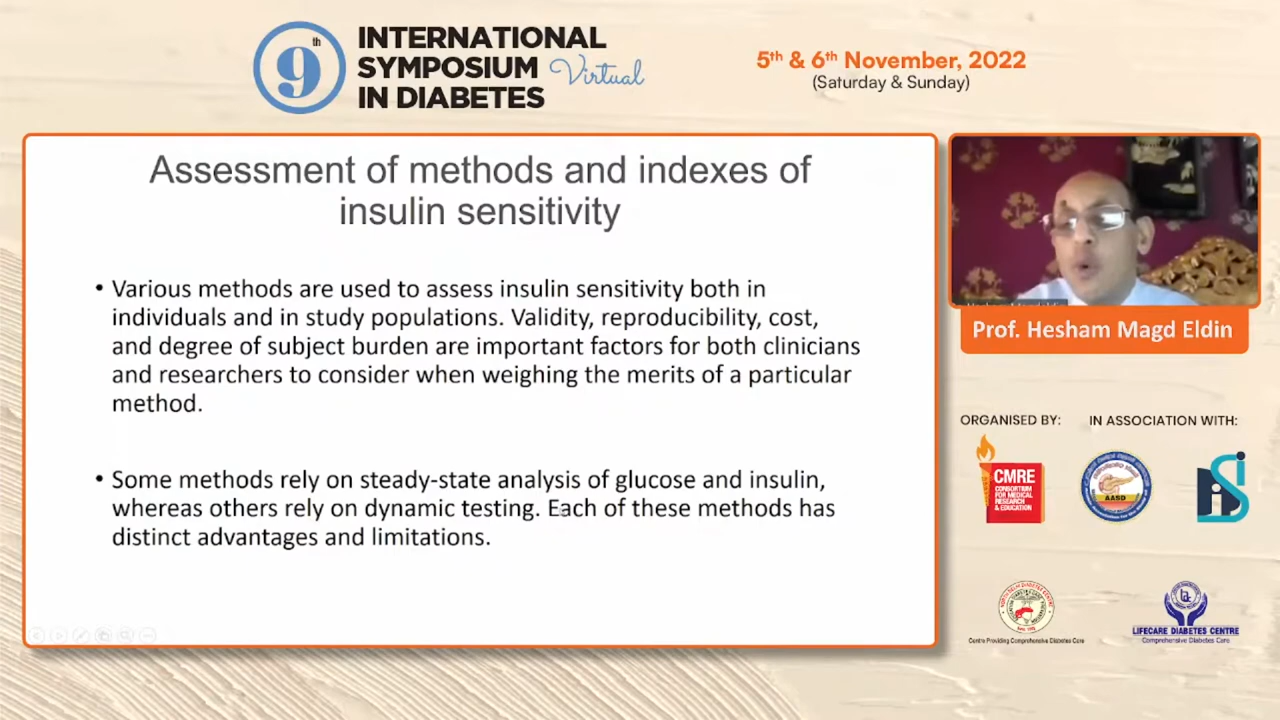 9th
INTERNATIONAL
SYMPOSIUM Virtual
IN DIABETES
5th & 6th November, 2022
(Saturday & Sunday)
Assessment of methods and indexes of
insulin sensitivity
• Various methods are used to assess insulin sensitivity both in
individuals and in study populations. Validity, reproducibility, cost,
and degree of subject burden are important factors for both clinicians
and researchers to consider when weighing the merits of a particular
method.
• Some methods rely on steady-state analysis of glucose and insulin,
whereas others rely on dynamic testing. Each of these methods has
distinct advantages and limitations.
Prof. Hesham Magd Eldin
ORGANISED BY:
IN ASSOCIATION WITH:
CMRE
CONSORTIUM
FOR MEDICAL
RESEARCH
& EDUCATION
AASD
Centre Providing Comprehensive Diabetes Care
LIFECARE DIABETES CENTRE
Comprehensive Diabetes Care